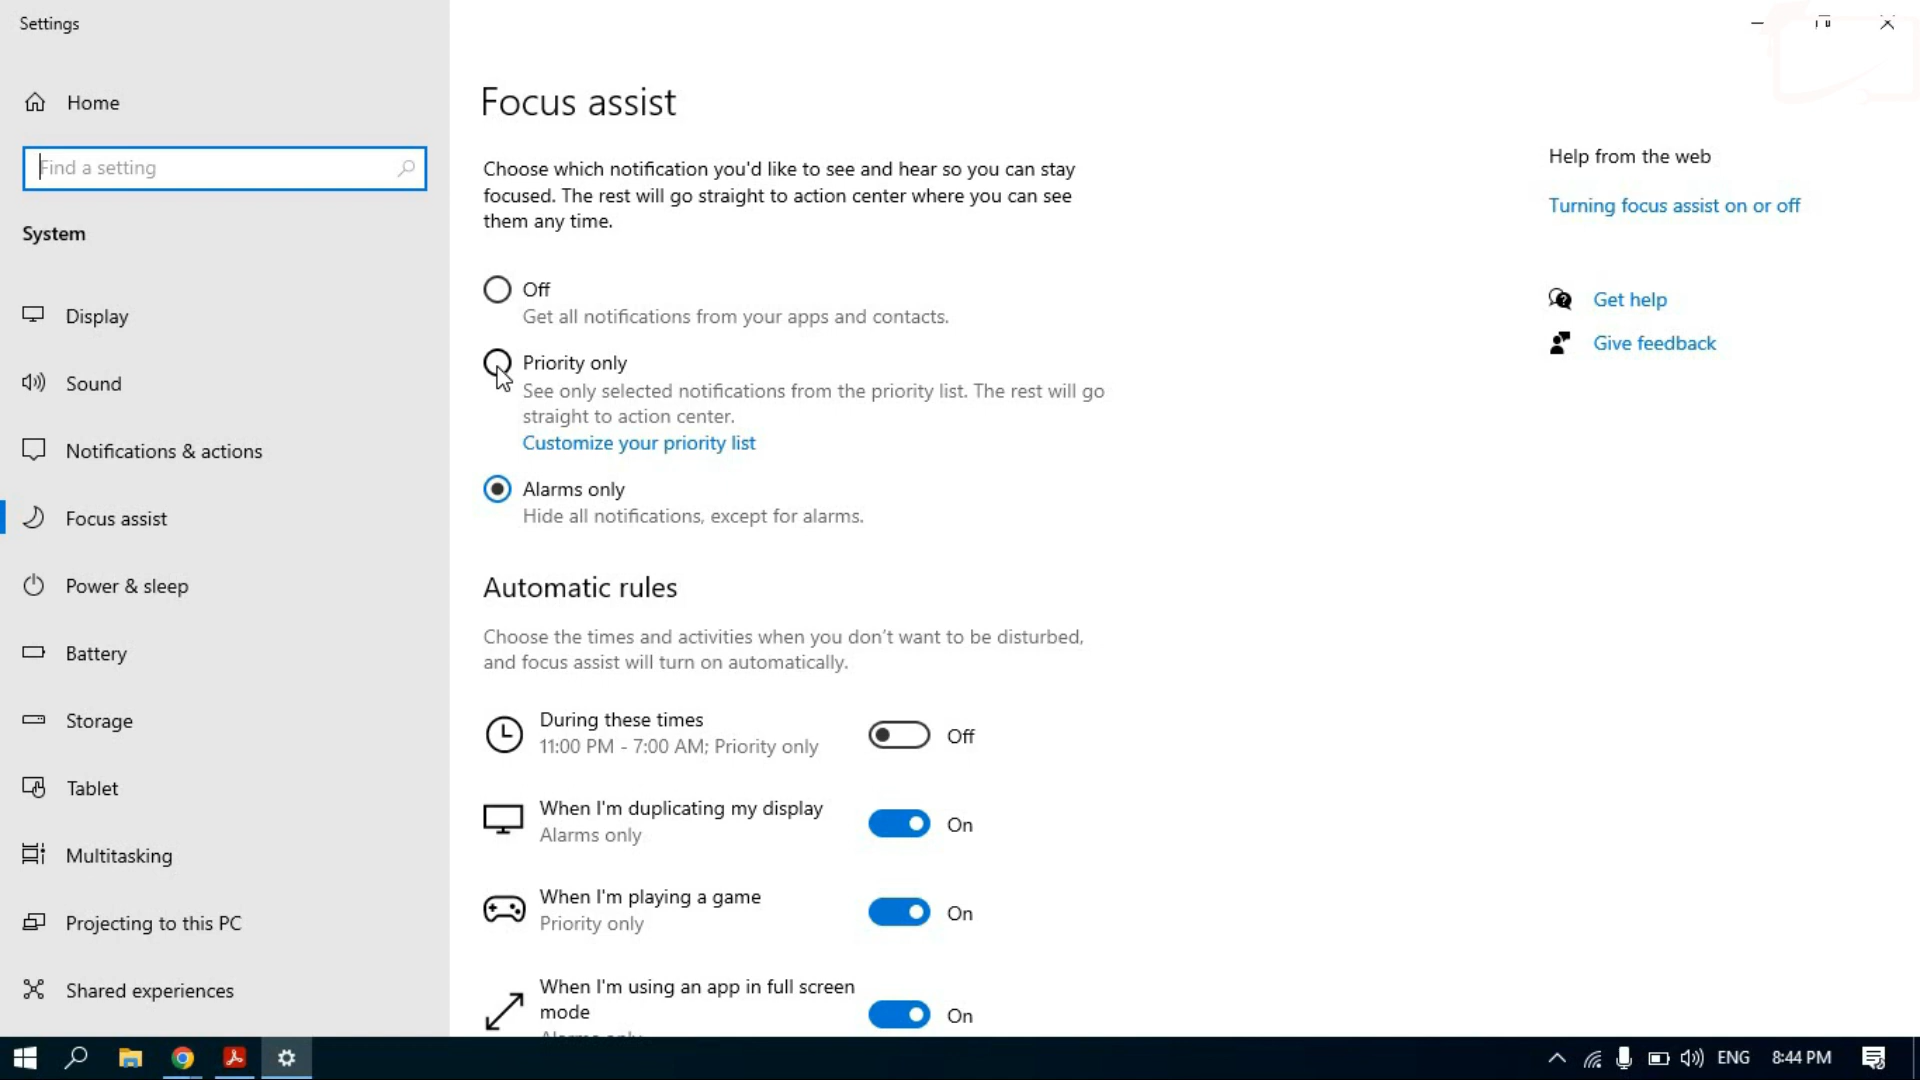 Settings
Home
Find a setting
System
Display
Sound
Notifications & actions
Focus assist
Power & sleep
Battery
Storage
Tablet
Multitasking
Projecting to this PC
Shared experiences
Focus assist
Choose which notification you'd like to see and hear so you can stay
focused. The rest will go straight to action center where you can see
them any time.
Off
Get all notifications from your apps and contacts.
Priority only
See only selected notifications from the priority list. The rest will go
straight to action center.
Customize your priority list
Alarms only
Hide all notifications, except for alarms.
Automatic rules
Choose the times and activities when you don't want to be disturbed,
and focus assist will turn on automatically.
During these times
11:00 PM - 7:00 AM; Priority only
Off
When I'm duplicating my display
Alarms only
On
When I'm playing a game
Priority only
On
When I'm using an app in full screen
mode
Alarms only
On
Help from the web
Turning focus assist on or off
Get help
Give feedback
ENG
8:44 PM